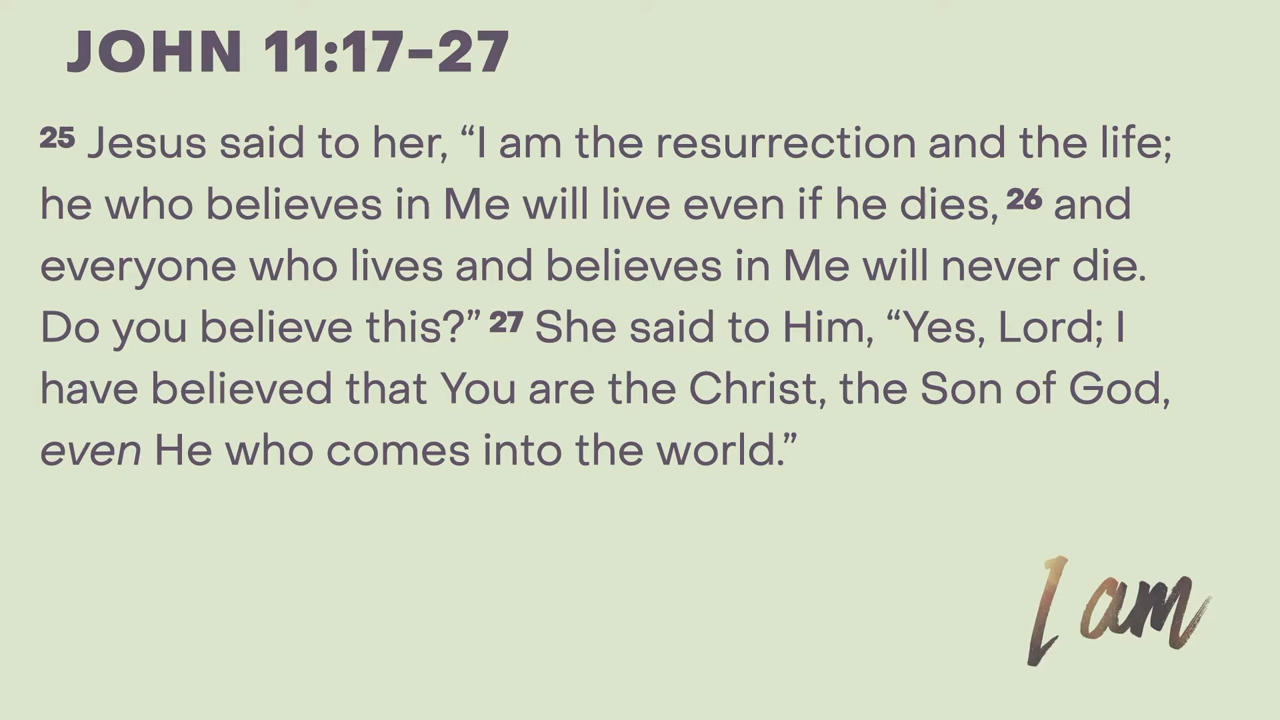 JOHN 11:17-27
25 Jesus said to her, “I am the resurrection and the life;
he who believes in Me will live even if he dies, 26 and
everyone who lives and believes in Me will never die.
Do you believe this?” 27 She said to Him, “Yes, Lord; I
have believed that You are the Christ, the Son of God,
even He who comes into the world.”
I am